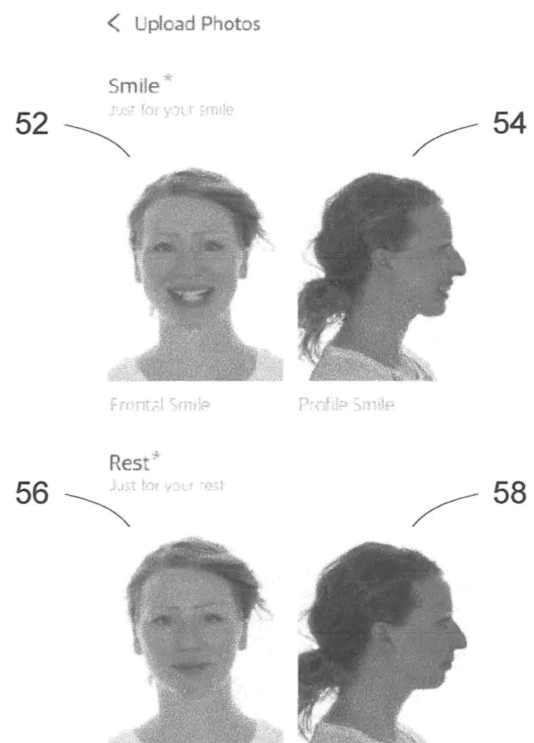 < Upload Photos
Smile*
Just for your smile
52
54
Frontal Smile
Profile Smile
Rest*
Just for your rest
56
58